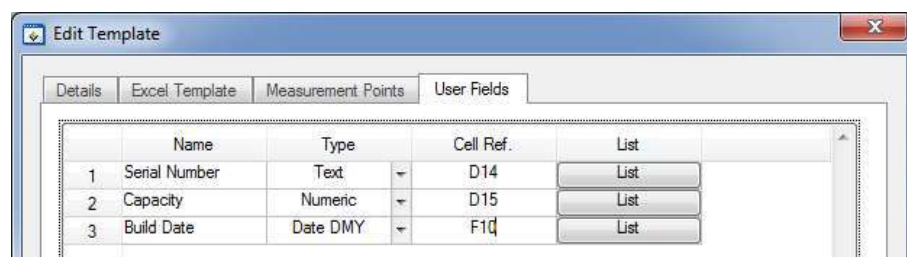 Edit Template
Details Excel Template Measurement Points User Fields
Name Type Cell Ref. List
1 Serial Number Text D14 List
2 Capacity Numeric D15 List
3 Build Date Date DMY F10 List